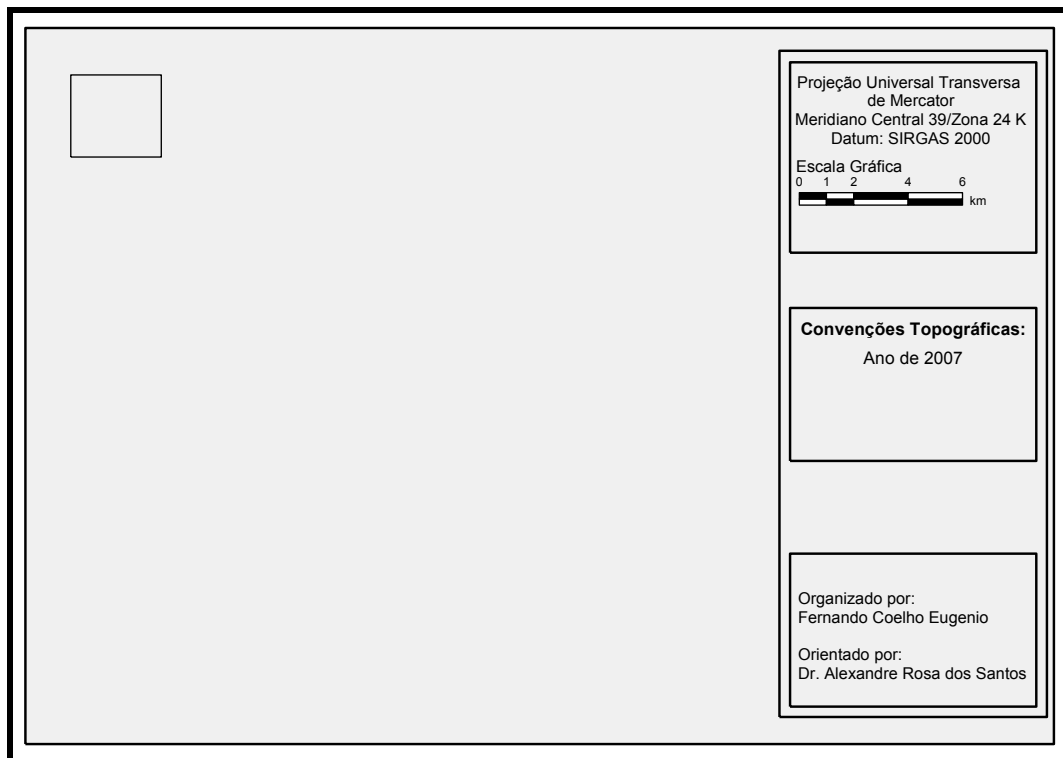 Projeção Universal Transversa
de Mercator
Meridiano Central 39/Zona 24 K
Datum: SIRGAS 2000
Escala Gráfica
0 1 2 4 6
km
Convenções Topográficas:
Ano de 2007
Organizado por:
Fernando Coelho Eugenio
Orientado por:
Dr. Alexandre Rosa dos Santos